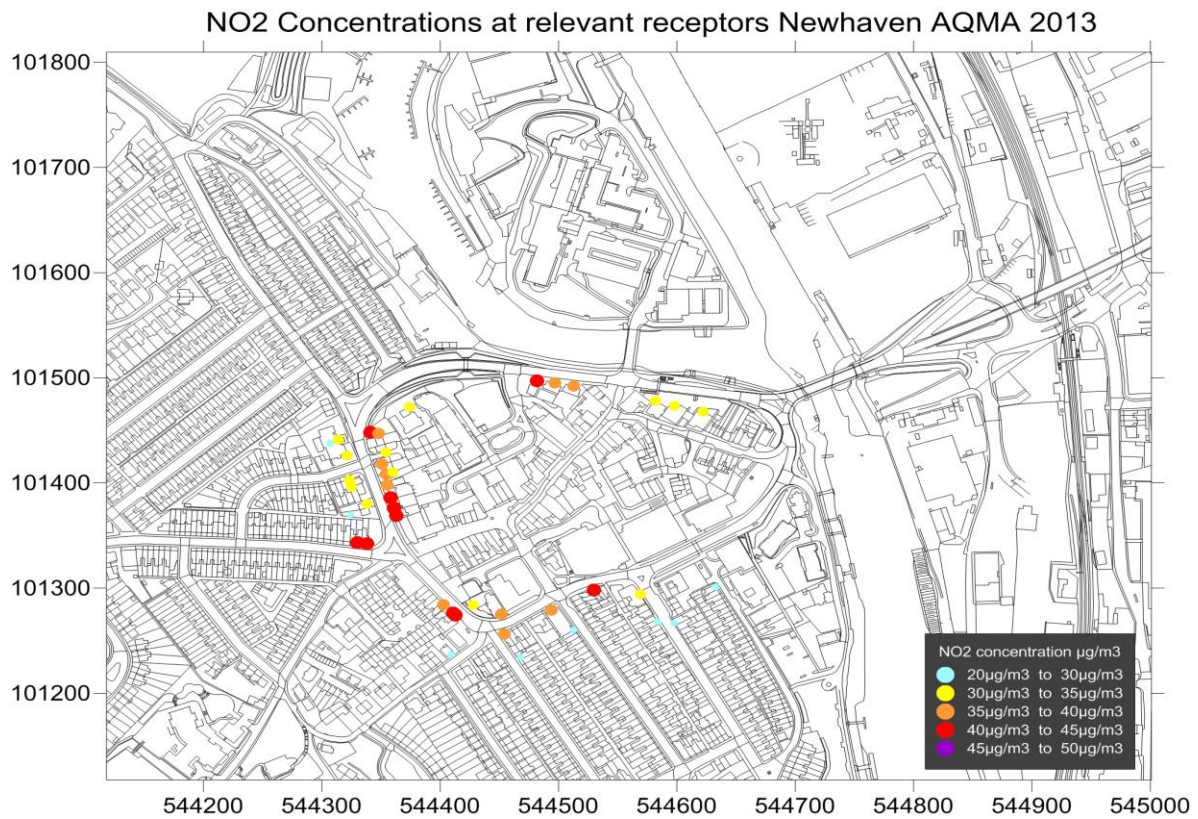 NO2 Concentrations at relevant receptors Newhaven AQMA 2013
101800
101700
101600
101500
101400
101300
101200
NO2 concentration µg/m3
20µg/m3 to 30µg/m3
30µg/m3 to 35µg/m3
35µg/m3 to 40µg/m3
40µg/m3 to 45µg/m3
45µg/m3 to 50µg/m3
544200 544300 544400 544500 544600 544700 544800 544900 545000